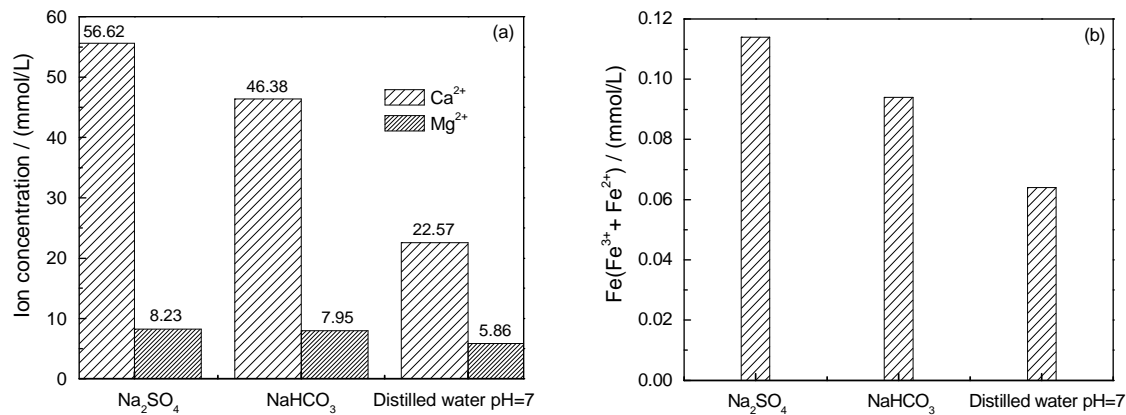 Ion concentration / (mmol/L)
60
50
40
30
20
10
0
(a)
56.62
46.38
22.57
8.23
7.95
5.86
Ca²⁺
Mg²⁺
Na₂SO₄
NaHCO₃
Distilled water pH=7
Fe(Fe³⁺+ Fe²⁺) / (mmol/L)
0.12
0.10
0.08
0.06
0.04
0.02
0.00
(b)
Na₂SO₄
NaHCO₃
Distilled water pH=7